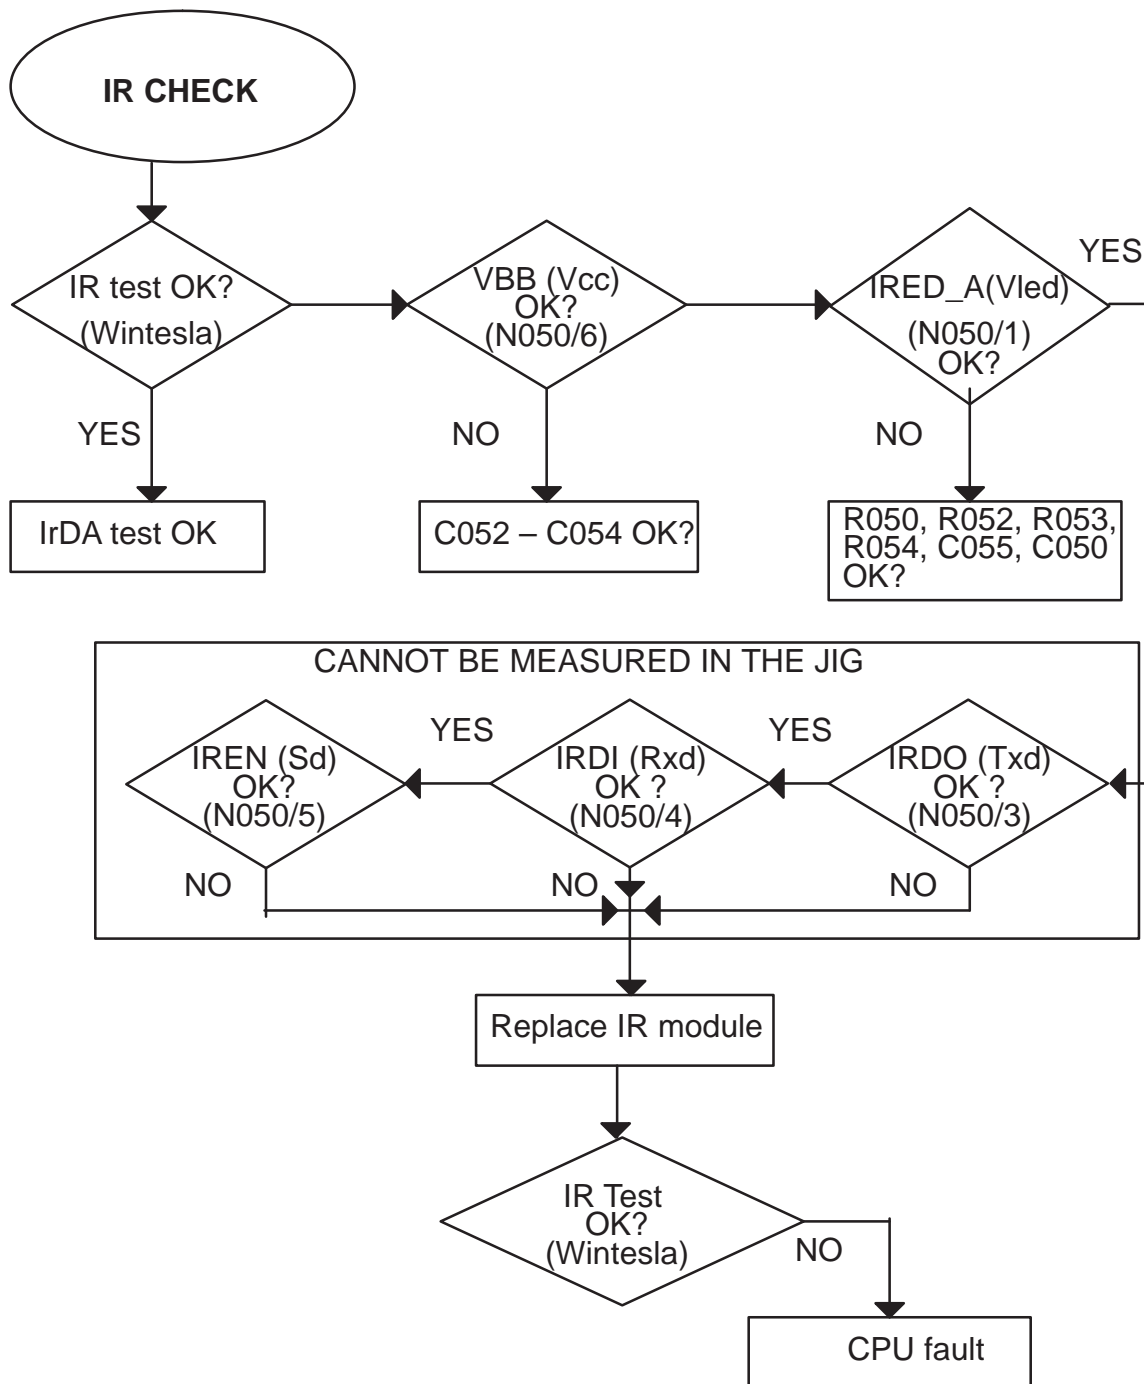 IR CHECK
IR test OK?
(Wintesla)
YES
IrDA test OK
VBB (Vcc)
OK?
(N050/6)
NO
C052 – C054 OK?
IRED_A(Vled)
(N050/1)
OK?
YES
NO
R050, R052, R053,
R054, C055, C050
OK?
CANNOT BE MEASURED IN THE JIG
IREN (Sd)
OK?
(N050/5)
YES
IRDI (Rxd)
OK ?
(N050/4)
YES
IRDO (Txd)
OK ?
(N050/3)
NO
NO
NO
Replace IR module
IR Test
OK?
(Wintesla)
NO
CPU fault